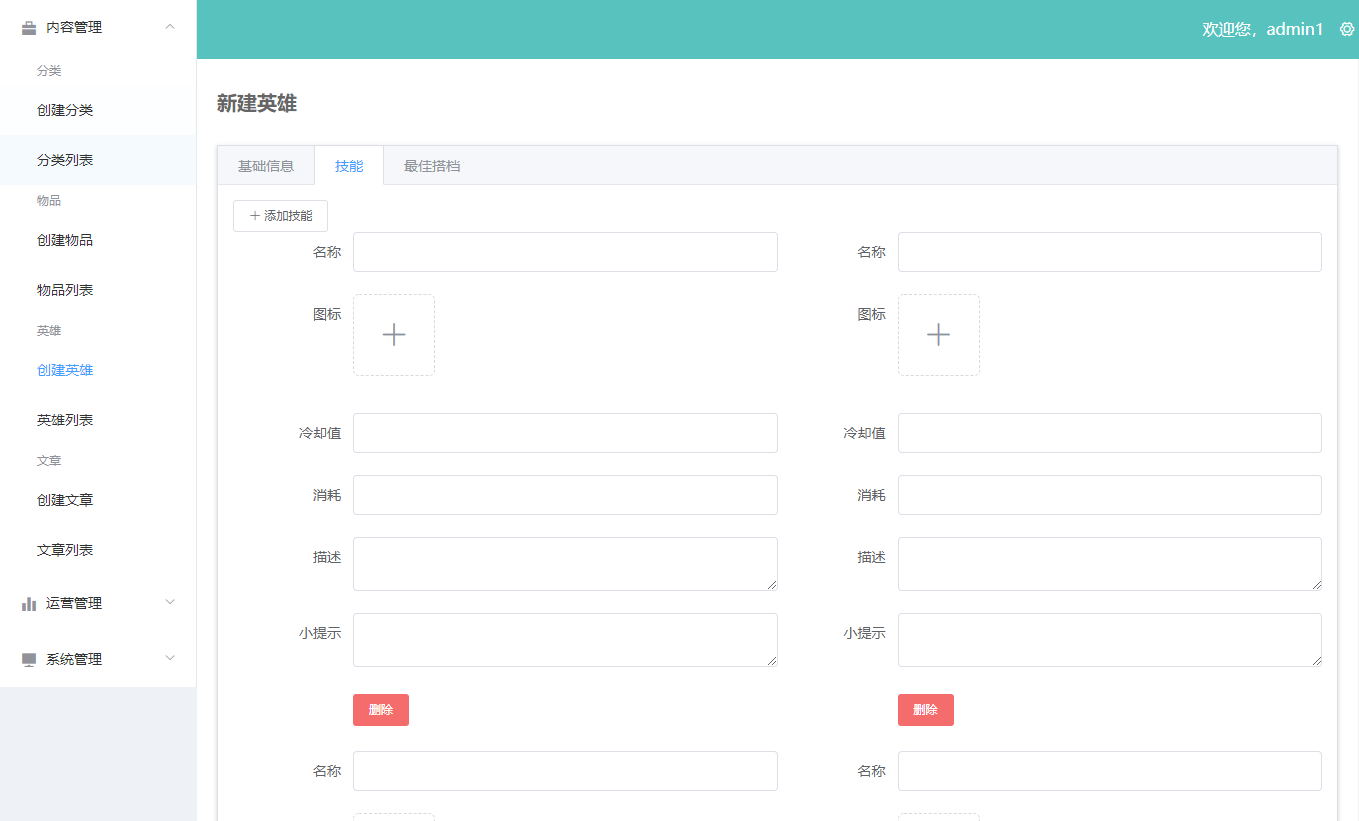 内容管理
分类
创建分类
分类列表
物品
创建物品
物品列表
英雄
创建英雄
英雄列表
文章
创建文章
文章列表
运营管理
系统管理
欢迎您，admin1
新建英雄
基础信息 技能 最佳搭档
添加技能
名称 名称
图标 图标
冷却值 冷却值
消耗 消耗
描述 描述
小提示 小提示
删除 删除
名称 名称